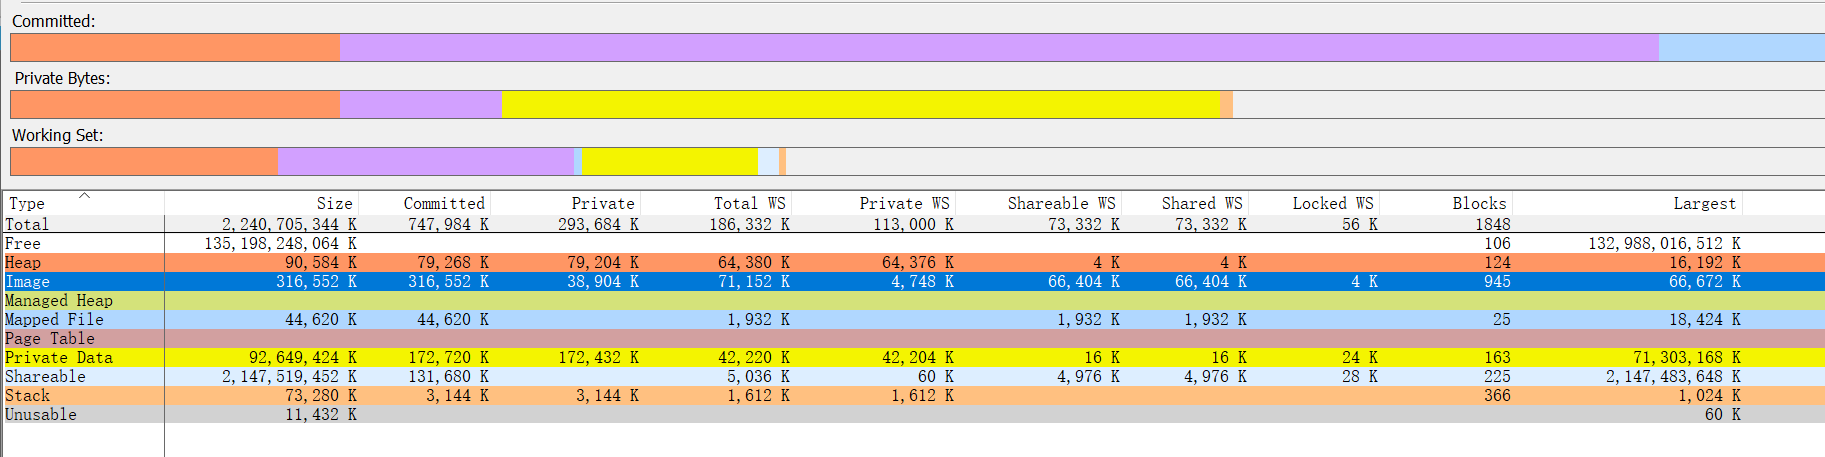 Committed:
Private Bytes:
Working Set:
Type Size Committed Private Total WS Private WS Shareable WS Shared WS Locked WS Blocks Largest
Total 2,240,705,344 K 747,984 K 293,684 K 186,332 K 113,000 K 73,332 K 73,332 K 56 K 1848
Free 135,198,248,064 K 106 132,988,016,512 K
Heap 90,584 K 79,268 K 79,204 K 64,380 K 64,376 K 4 K 4 K 124 16,192 K
Image 316,552 K 316,552 K 38,904 K 71,152 K 4,748 K 66,404 K 66,404 K 4 K 945 66,672 K
Managed Heap
Mapped File 44,620 K 44,620 K 1,932 K 1,932 K 1,932 K 25 18,424 K
Page Table
Private Data 92,649,424 K 172,720 K 172,432 K 42,220 K 42,204 K 16 K 16 K 24 K 163 71,303,168 K
Shareable 2,147,519,452 K 131,680 K 5,036 K 60 K 4,976 K 4,976 K 28 K 225 2,147,483,648 K
Stack 73,280 K 3,144 K 3,144 K 1,612 K 1,612 K 366 1,024 K
Unusable 11,432 K 60 K